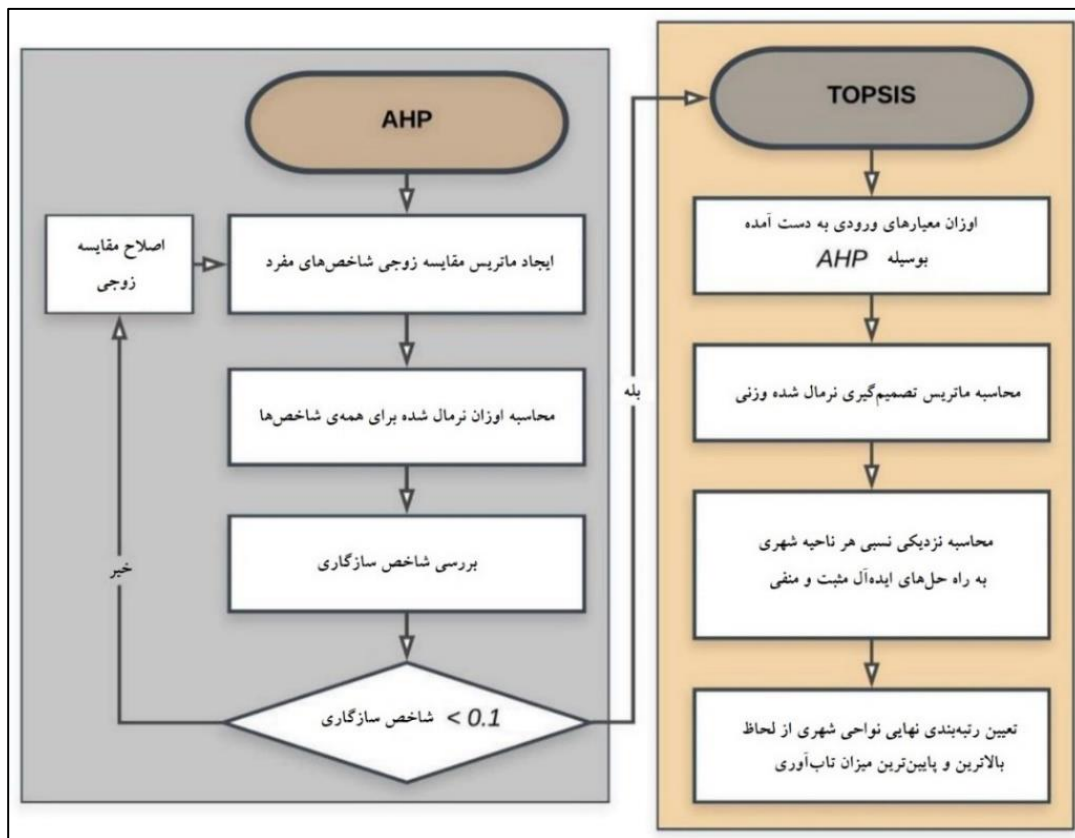 AHP
ایجاد ماتریس مقایسه زوجی شاخص‌های مفرد
اصلاح مقایسه
زوجی
محاسبه اوزان نرمال شده برای همه‌ی شاخص‌ها
بررسی شاخص سازگاری
شاخص سازگاری < 0.1
خیر
بله
TOPSIS
اوزان معیارهای ورودی به دست آمده
بوسیله AHP
محاسبه ماتریس تصمیم‌گیری نرمال شده وزنی
محاسبه نزدیکی نسبی هر ناحیه شهری
به راه حل‌های ایده‌آل مثبت و منفی
تعیین رتبه‌بندی نهایی نواحی شهری از لحاظ
بالاترین و پایین‌ترین میزان تاب‌آوری